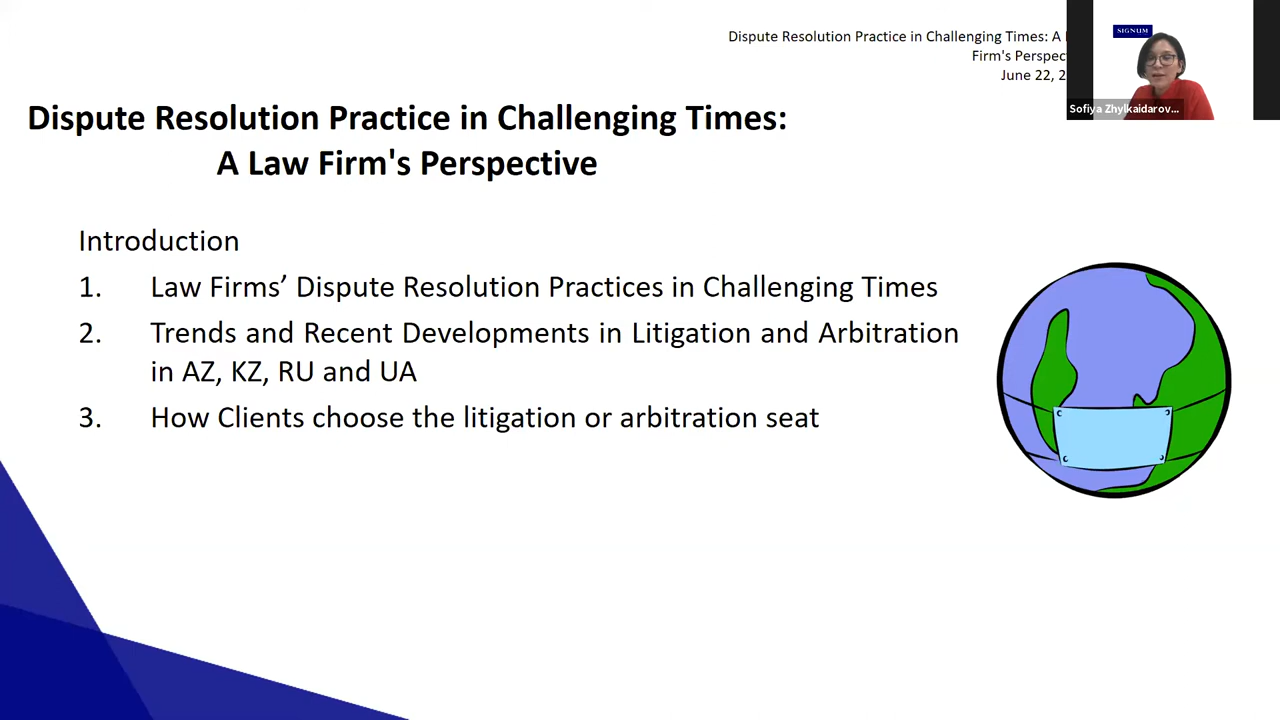 Dispute Resolution Practice in Challenging Times: A
Firm's
June 22,
SIGNUM
Sofiya Zhylkaidarov...
Dispute Resolution Practice in Challenging Times:
A Law Firm's Perspective
Introduction
1. Law Firms’ Dispute Resolution Practices in Challenging Times
2. Trends and Recent Developments in Litigation and Arbitration
in AZ, KZ, RU and UA
3. How Clients choose the litigation or arbitration seat